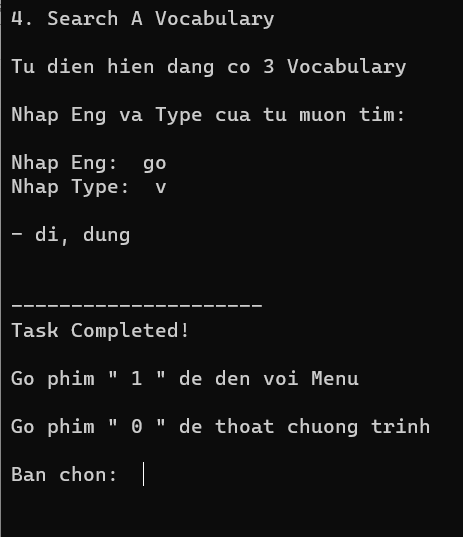 4. Search A Vocabulary
Tu dien hien dang co 3 Vocabulary
Nhap Eng va Type cua tu muon tim:
Nhap Eng:  go
Nhap Type:  v
- di, dung
---------------------
Task Completed!
Go phim " 1 " de den voi Menu
Go phim " 0 " de thoat chuong trinh
Ban chon: